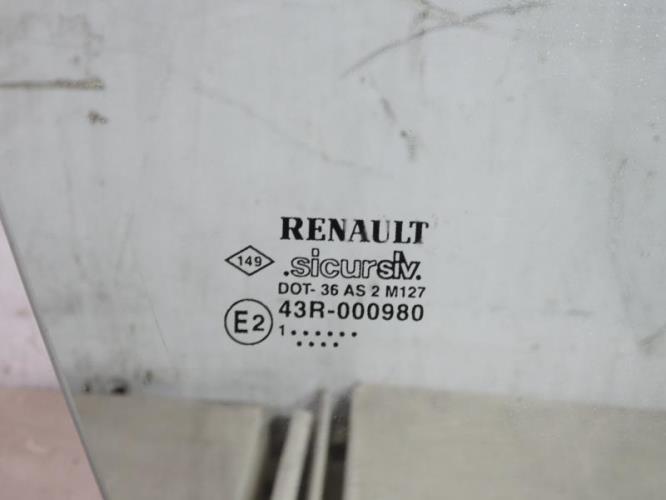 RENAULT
149
.sicursiv.
DOT- 36 AS 2 M127
E2
43R-000980
1 . . . . . .
. . . . .